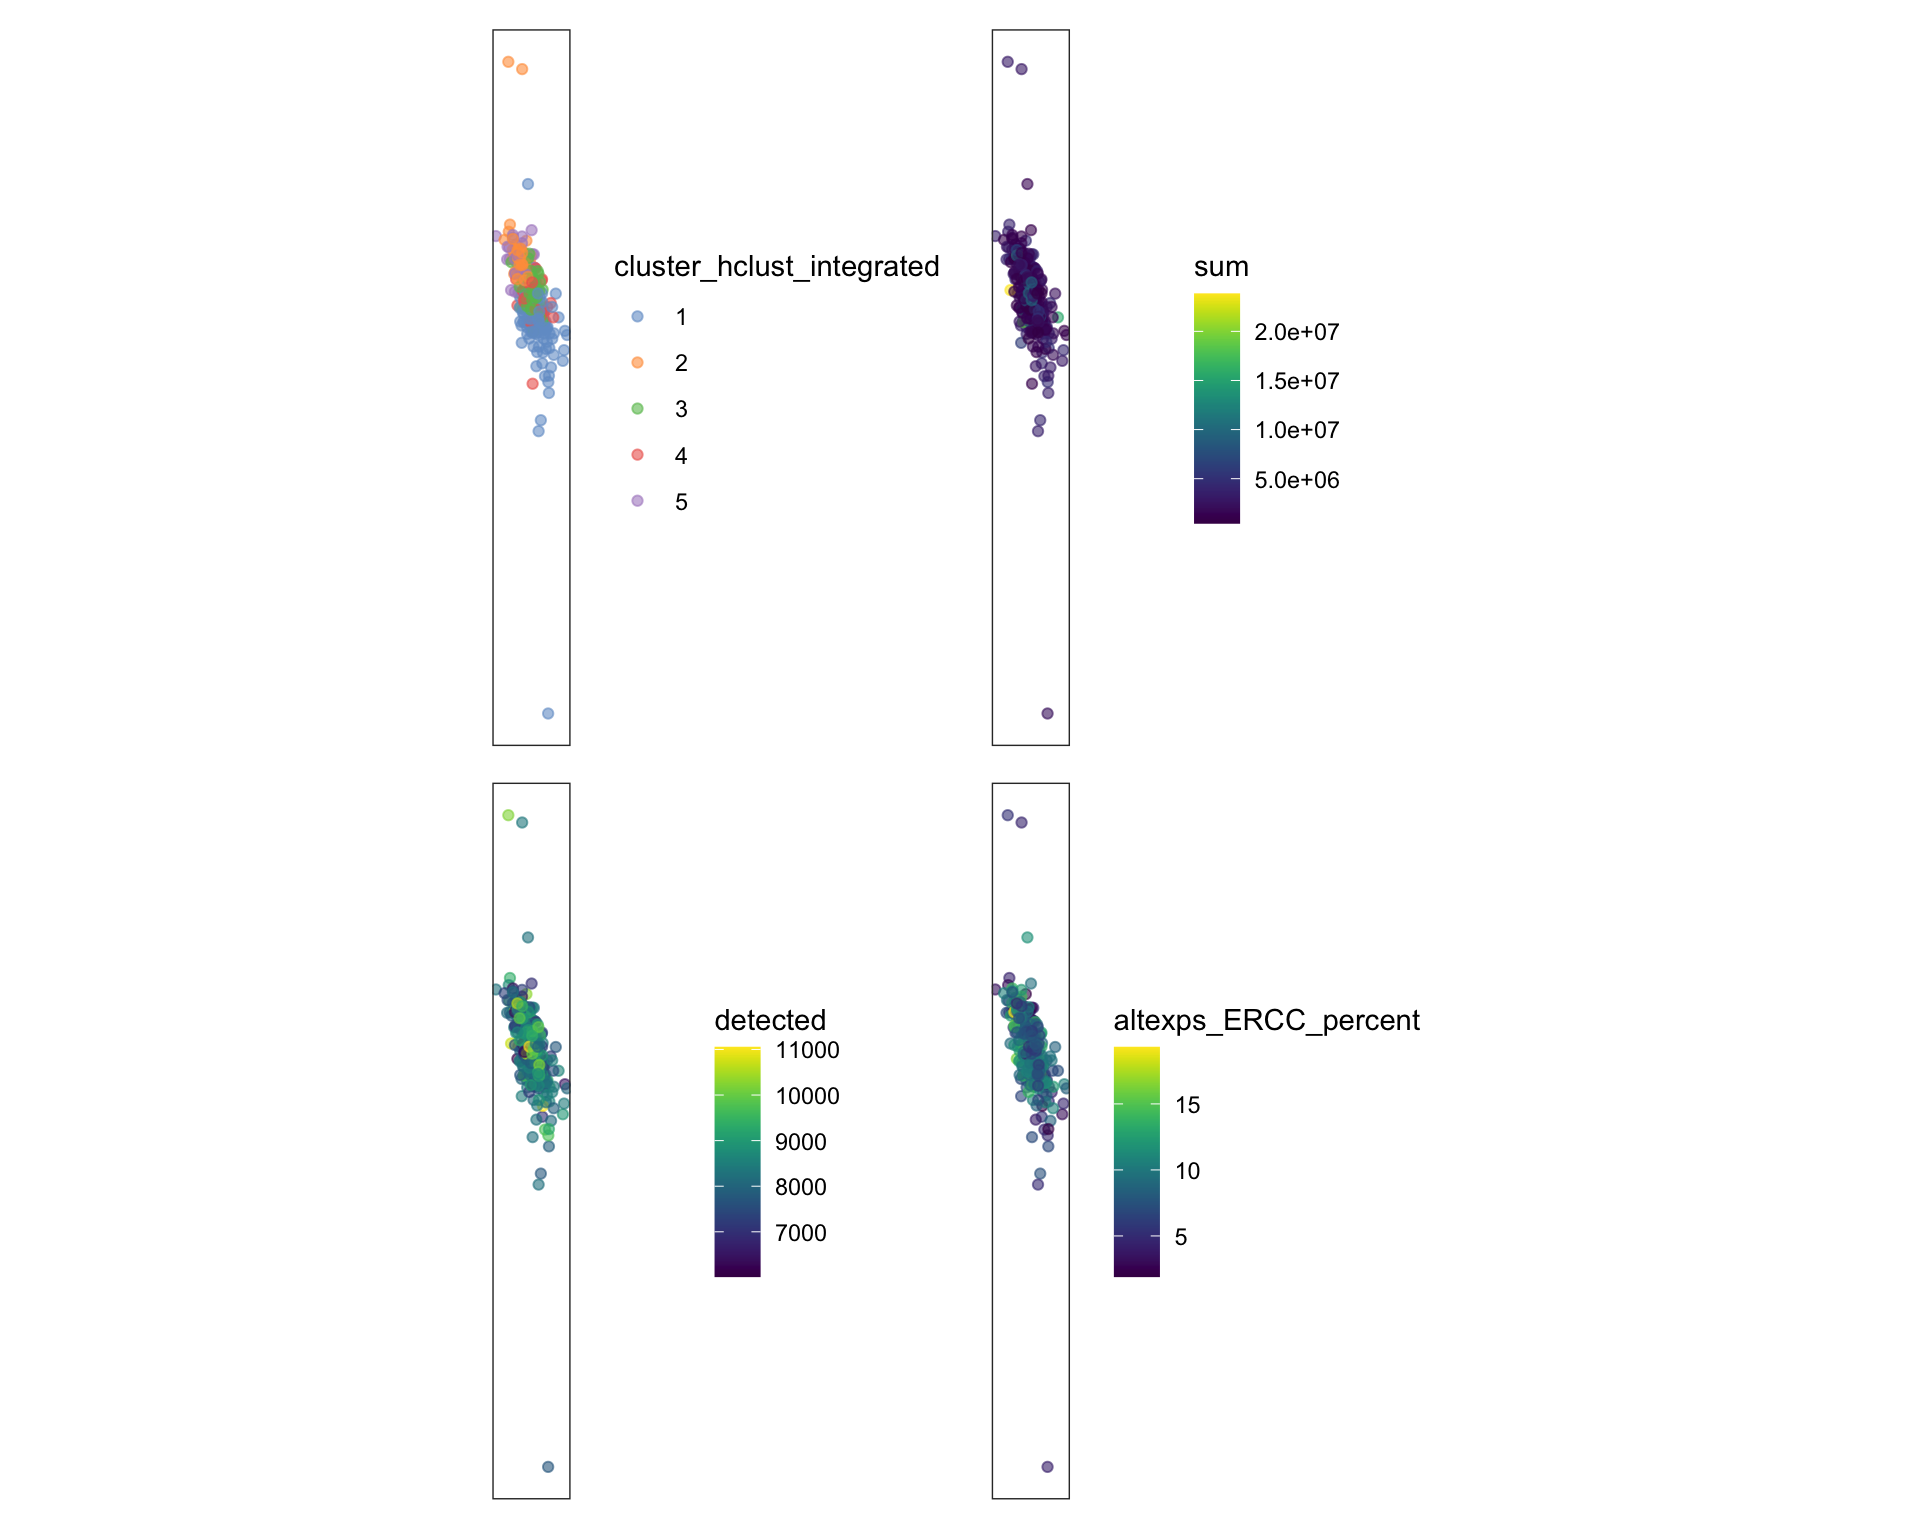 cluster_hclust_integrated
1
2
3
4
5
sum
2.0e+07
1.5e+07
1.0e+07
5.0e+06
detected
11000
10000
9000
8000
7000
altexps_ERCC_percent
15
10
5